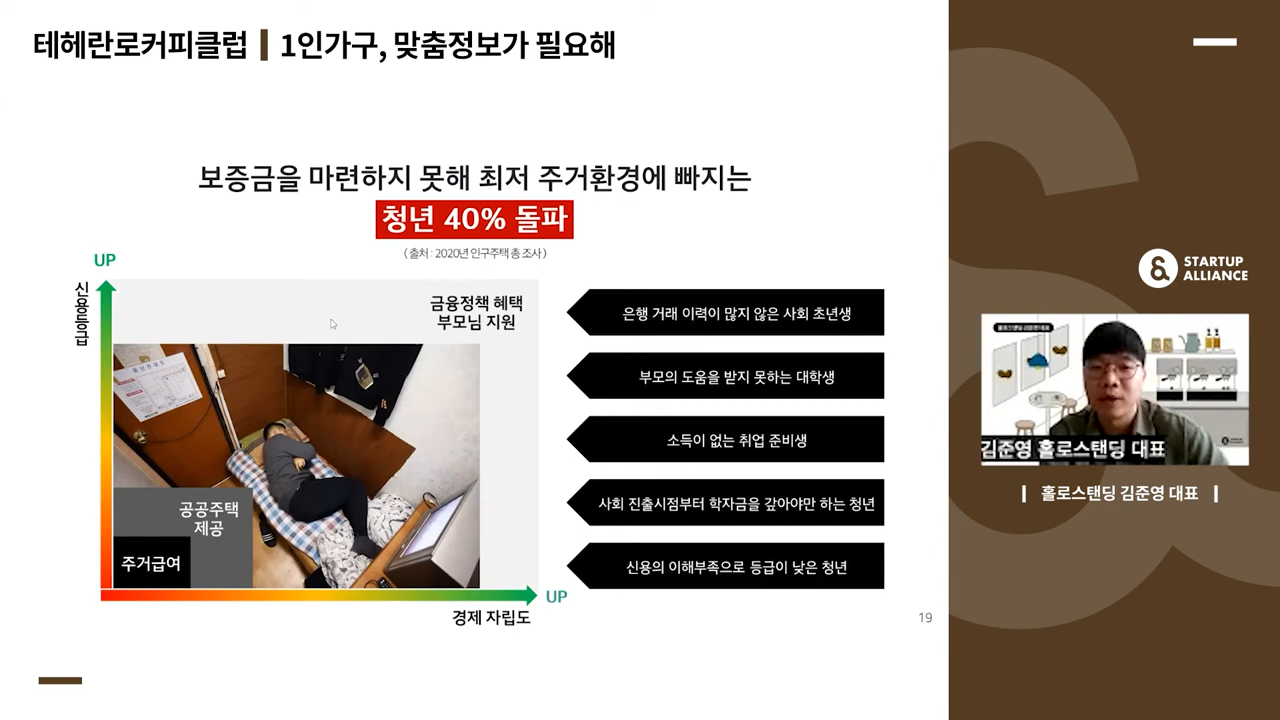 테헤란로커피클럽 | 1인가구, 맞춤정보가 필요해
보증금을 마련하지 못해 최저 주거환경에 빠지는
청년 40% 돌파
( 출처 : 2020년 인구주택 총 조사 )
UP
신용등급
금융정책 혜택
부모님 지원
공공주택
제공
주거급여
UP
경제 자립도
은행 거래 이력이 많지 않은 사회 초년생
부모의 도움을 받지 못하는 대학생
소득이 없는 취업 준비생
사회 진출시점부터 학자금을 갚아야만 하는 청년
신용의 이해부족으로 등급이 낮은 청년
19
STARTUP
ALLIANCE
김준영 홀로스탠딩 대표
| 홀로스탠딩 김준영 대표 |